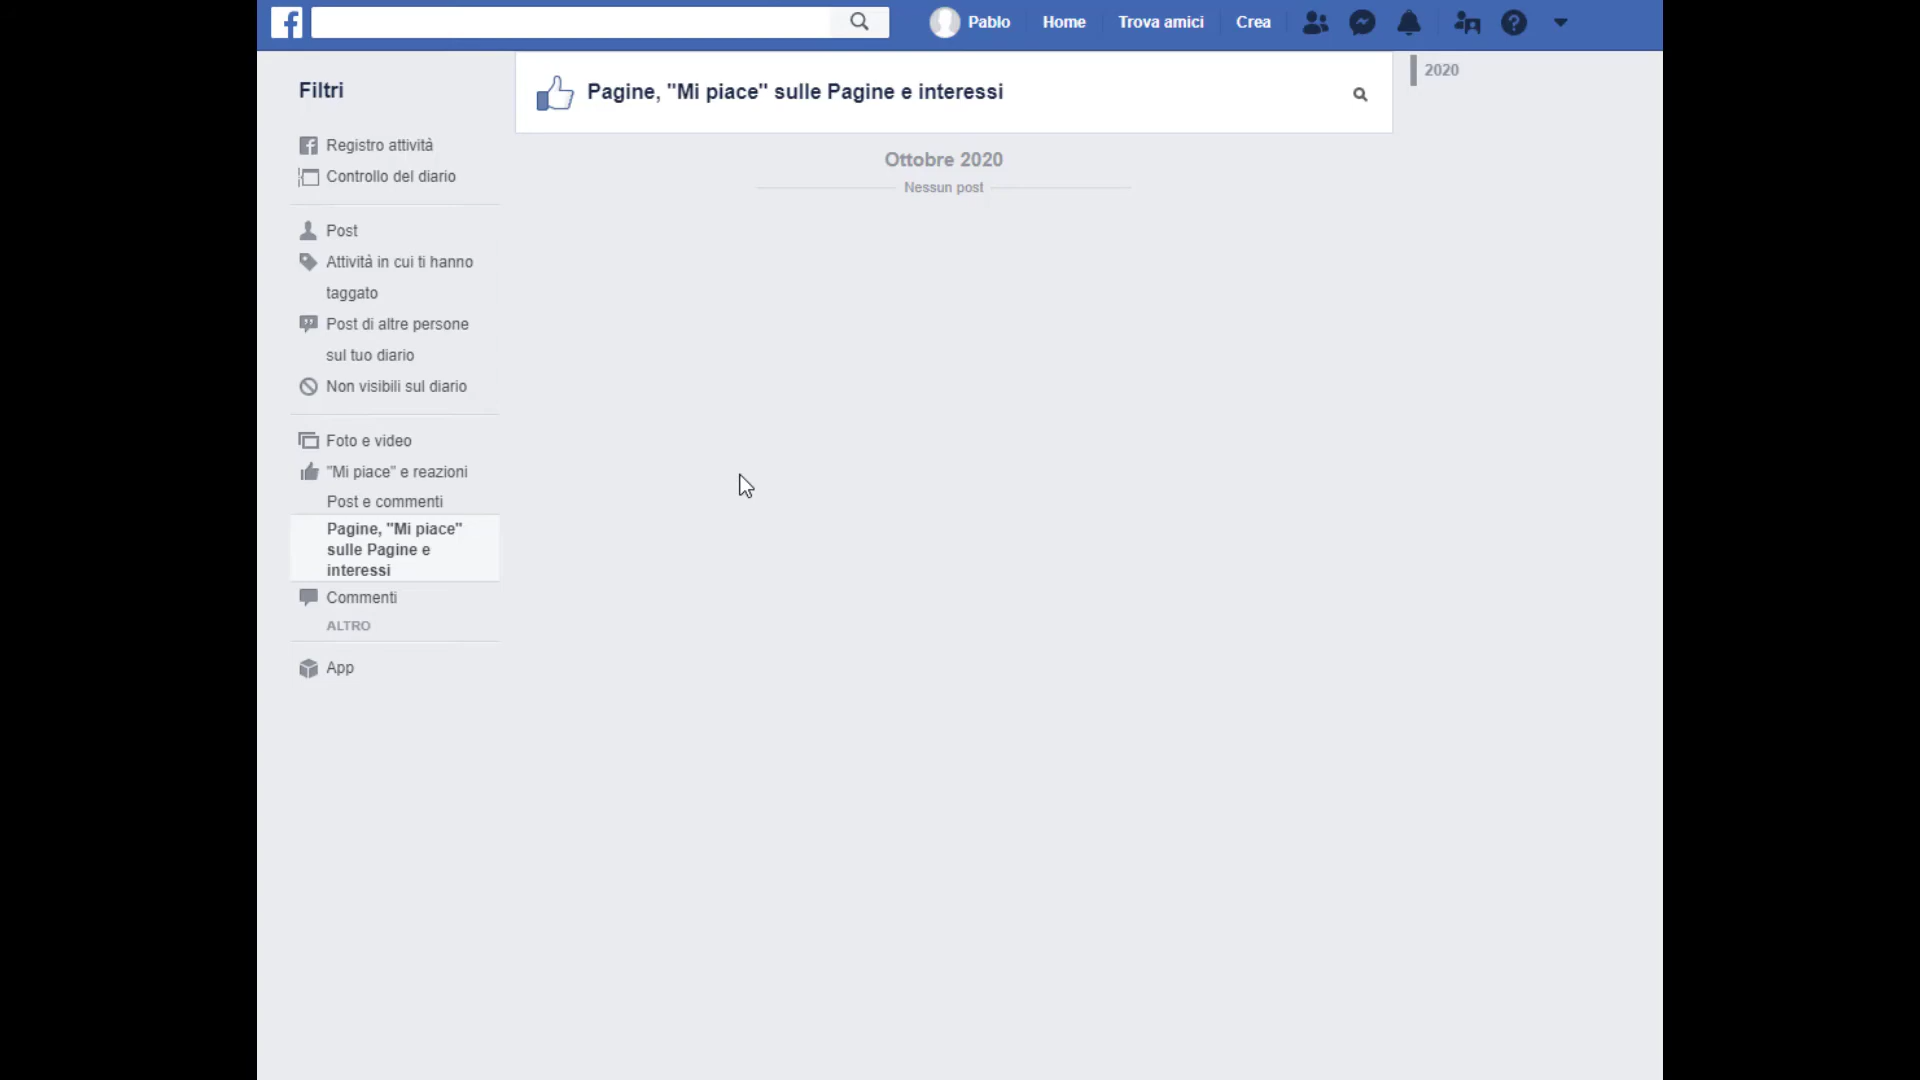 Pablo
Home
Trova amici
Crea
Filtri
Registro attività
Controllo del diario
Post
Attività in cui ti hanno
taggato
Post di altre persone
sul tuo diario
Non visibili sul diario
Foto e video
"Mi piace" e reazioni
Post e commenti
Pagine, "Mi piace"
sulle Pagine e
interessi
Commenti
ALTRO
App
Pagine, "Mi piace" sulle Pagine e interessi
Ottobre 2020
Nessun post
2020